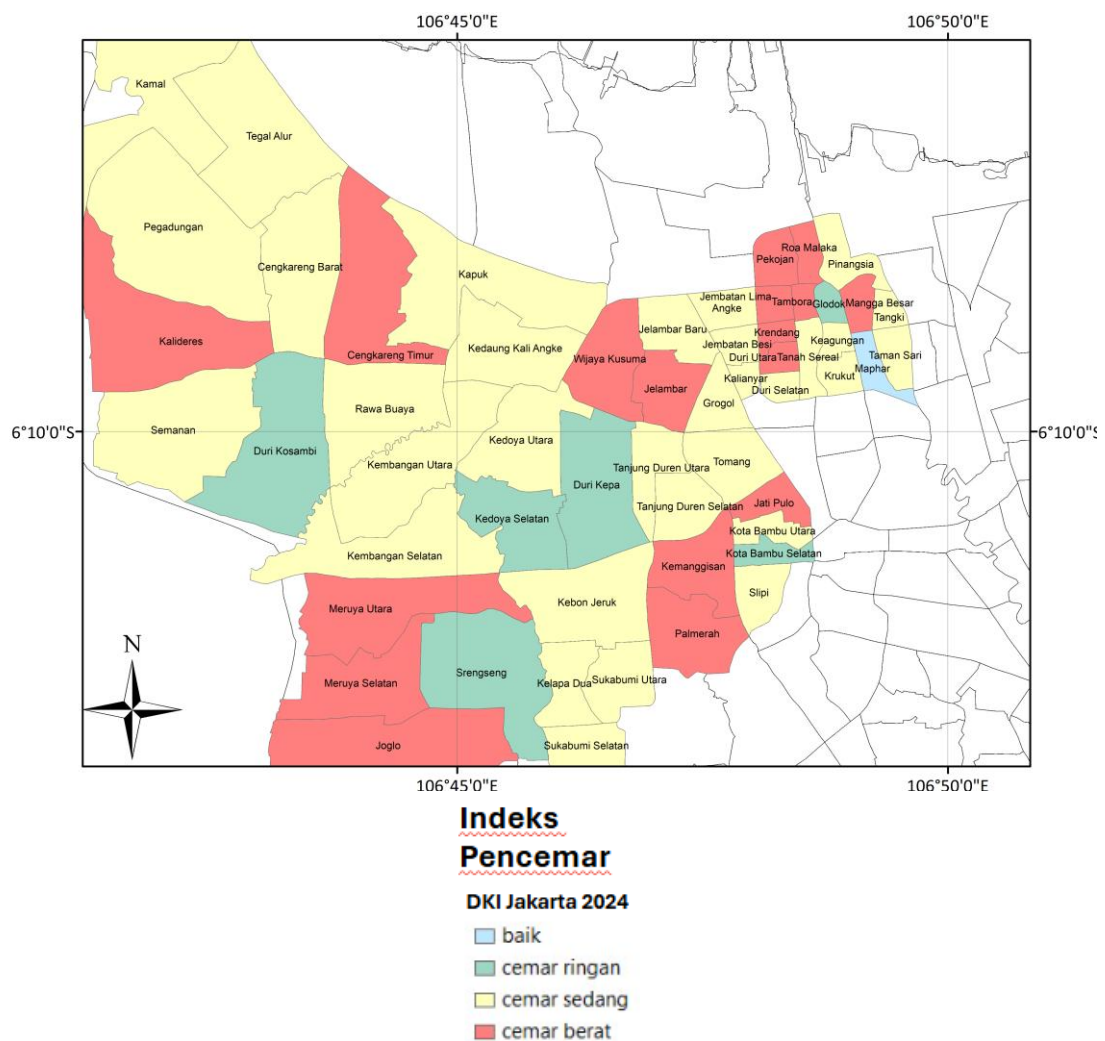 106°45'0"E
106°50'0"E
Kamal
Tegal Alur
Pegadungan
Cengkareng Barat
Roa Malaka
Pekojan
Pinangsia
Kapuk
Jembatan Lima
Angke
Tambora
Glodok
Mangga Besar
Tangki
Kalideres
Cengkareng Timur
Kedaung Kali Angke
Jelambar Baru
Krendang
Jembatan Besi
Keagungan
Wijaya Kusuma
Duri Utara
Tanah Sereal
Taman Sari
Maphar
Kalianyar
Krukut
Jelambar
Duri Selatan
Rawa Buaya
Grogol
Semanan
6°10'0"S
6°10'0"S
Kedoya Utara
Duri Kosambi
Kembangan Utara
Tanjung Duren Utara
Tomang
Duri Kepa
Jati Pulo
Tanjung Duren Selatan
Kedoya Selatan
Kota Bambu Utara
Kota Bambu Selatan
Kembangan Selatan
Kemanggisan
Slipi
Kebon Jeruk
Meruya Utara
Palmerah
N
Srengseng
Sukabumi Utara
Kelapa Dua
Meruya Selatan
Joglo
Sukabumi Selatan
106°45'0"E
106°50'0"E
Indeks
Pencemar
DKI Jakarta 2024
baik
cemar ringan
cemar sedang
cemar berat